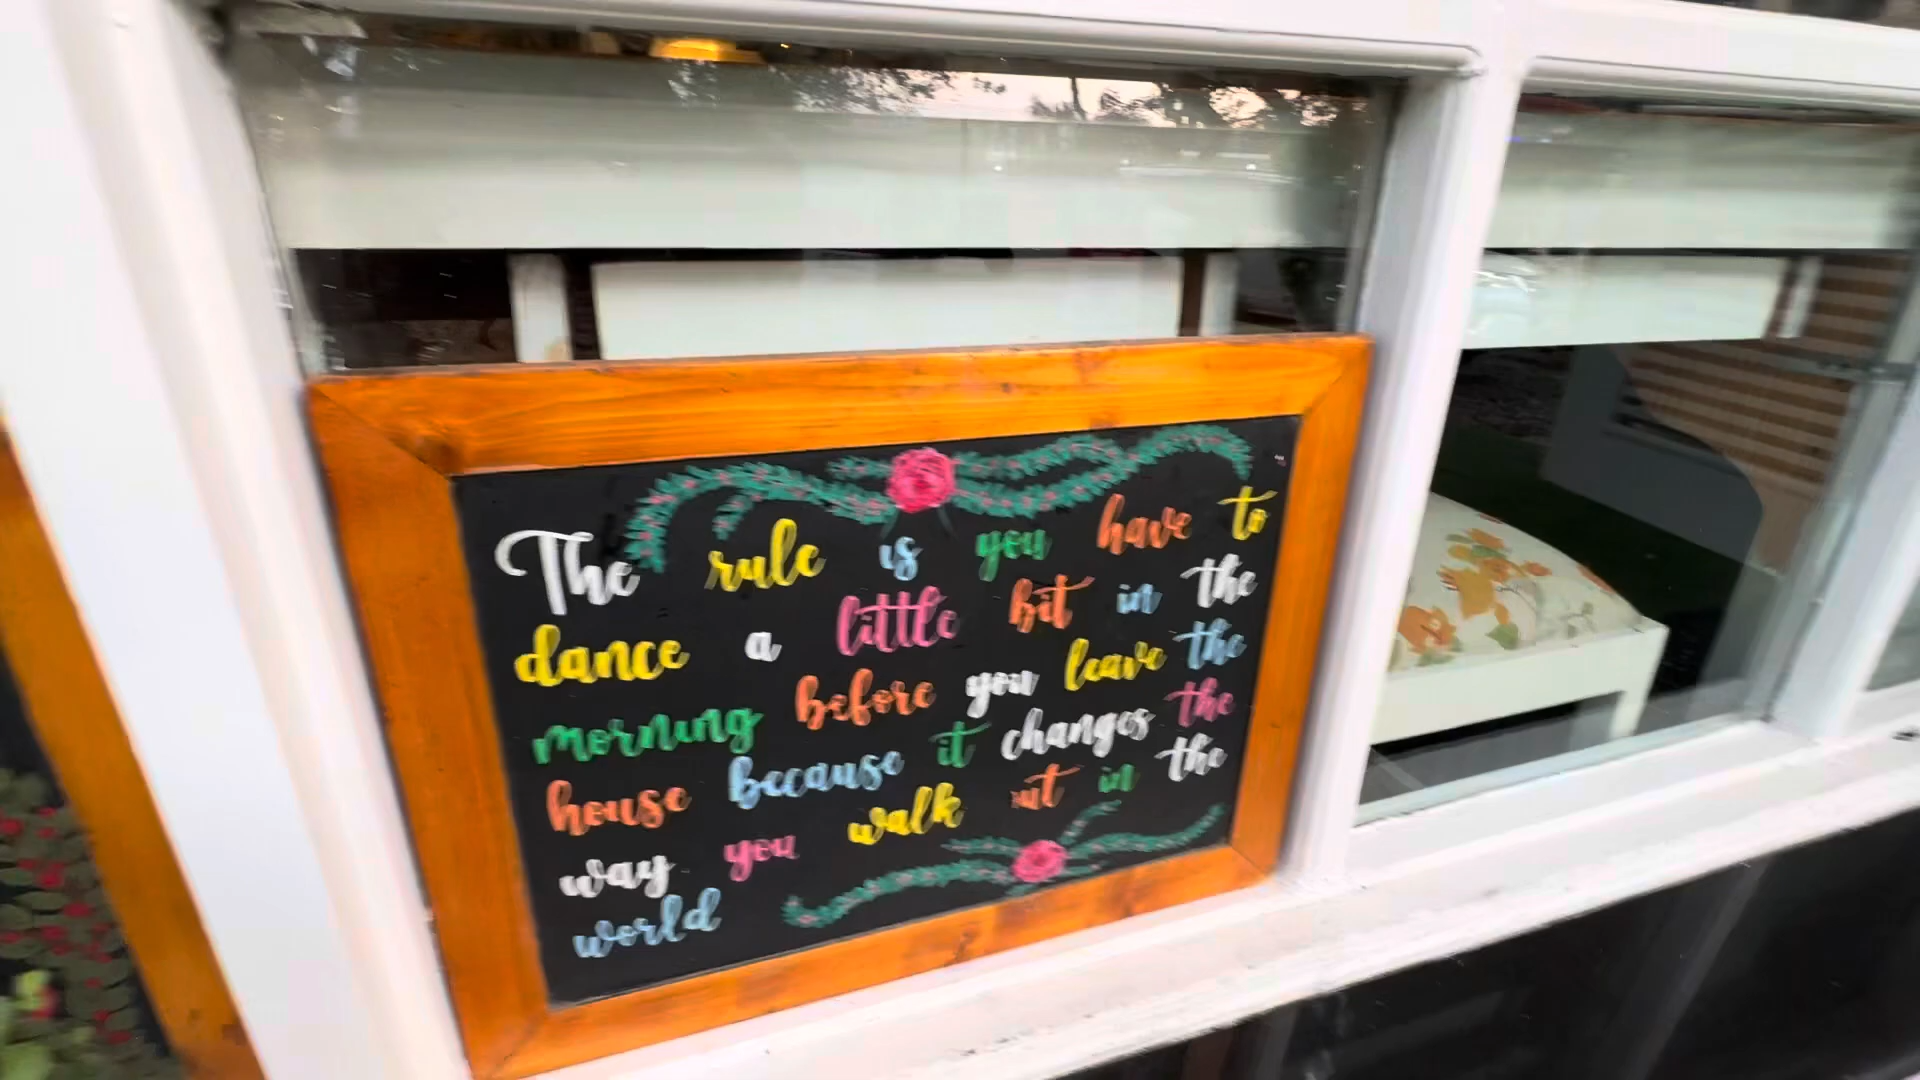 The rule is you have to
dance a little bit in the
morning before you leave the
house because it changes the
way you walk out in the
world